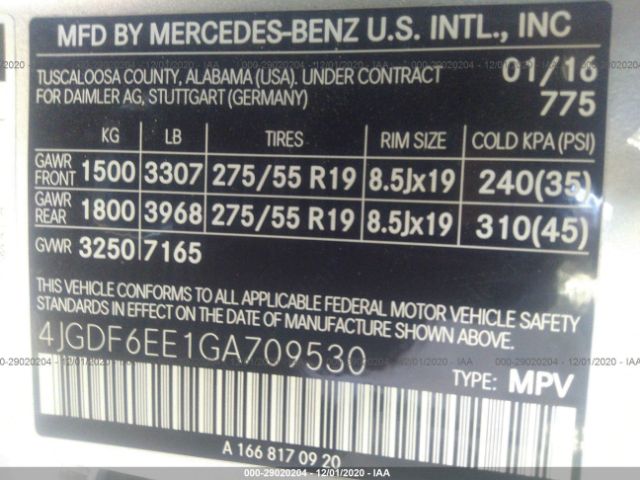 MFD BY MERCEDES-BENZ U.S. INTL., INC
TUSCALOOSA COUNTY, ALABAMA (USA). UNDER CONTRACT 01/16
FOR DAIMLER AG, STUTTGART (GERMANY) 775
KG LB TIRES RIM SIZE COLD KPA (PSI)
GAWR FRONT 1500 3307 275/55 R19 8.5Jx19 240(35)
GAWR REAR 1800 3968 275/55 R19 8.5Jx19 310(45)
GVWR 3250 7165
THIS VEHICLE CONFORMS TO ALL APPLICABLE FEDERAL MOTOR VEHICLE SAFETY
STANDARDS IN EFFECT ON THE DATE OF MANUFACTURE SHOWN ABOVE.
4JGDF6EE1GA709530
TYPE: MPV
A 166 817 09 20
000-29020204 - 12/01/2020 - IAA